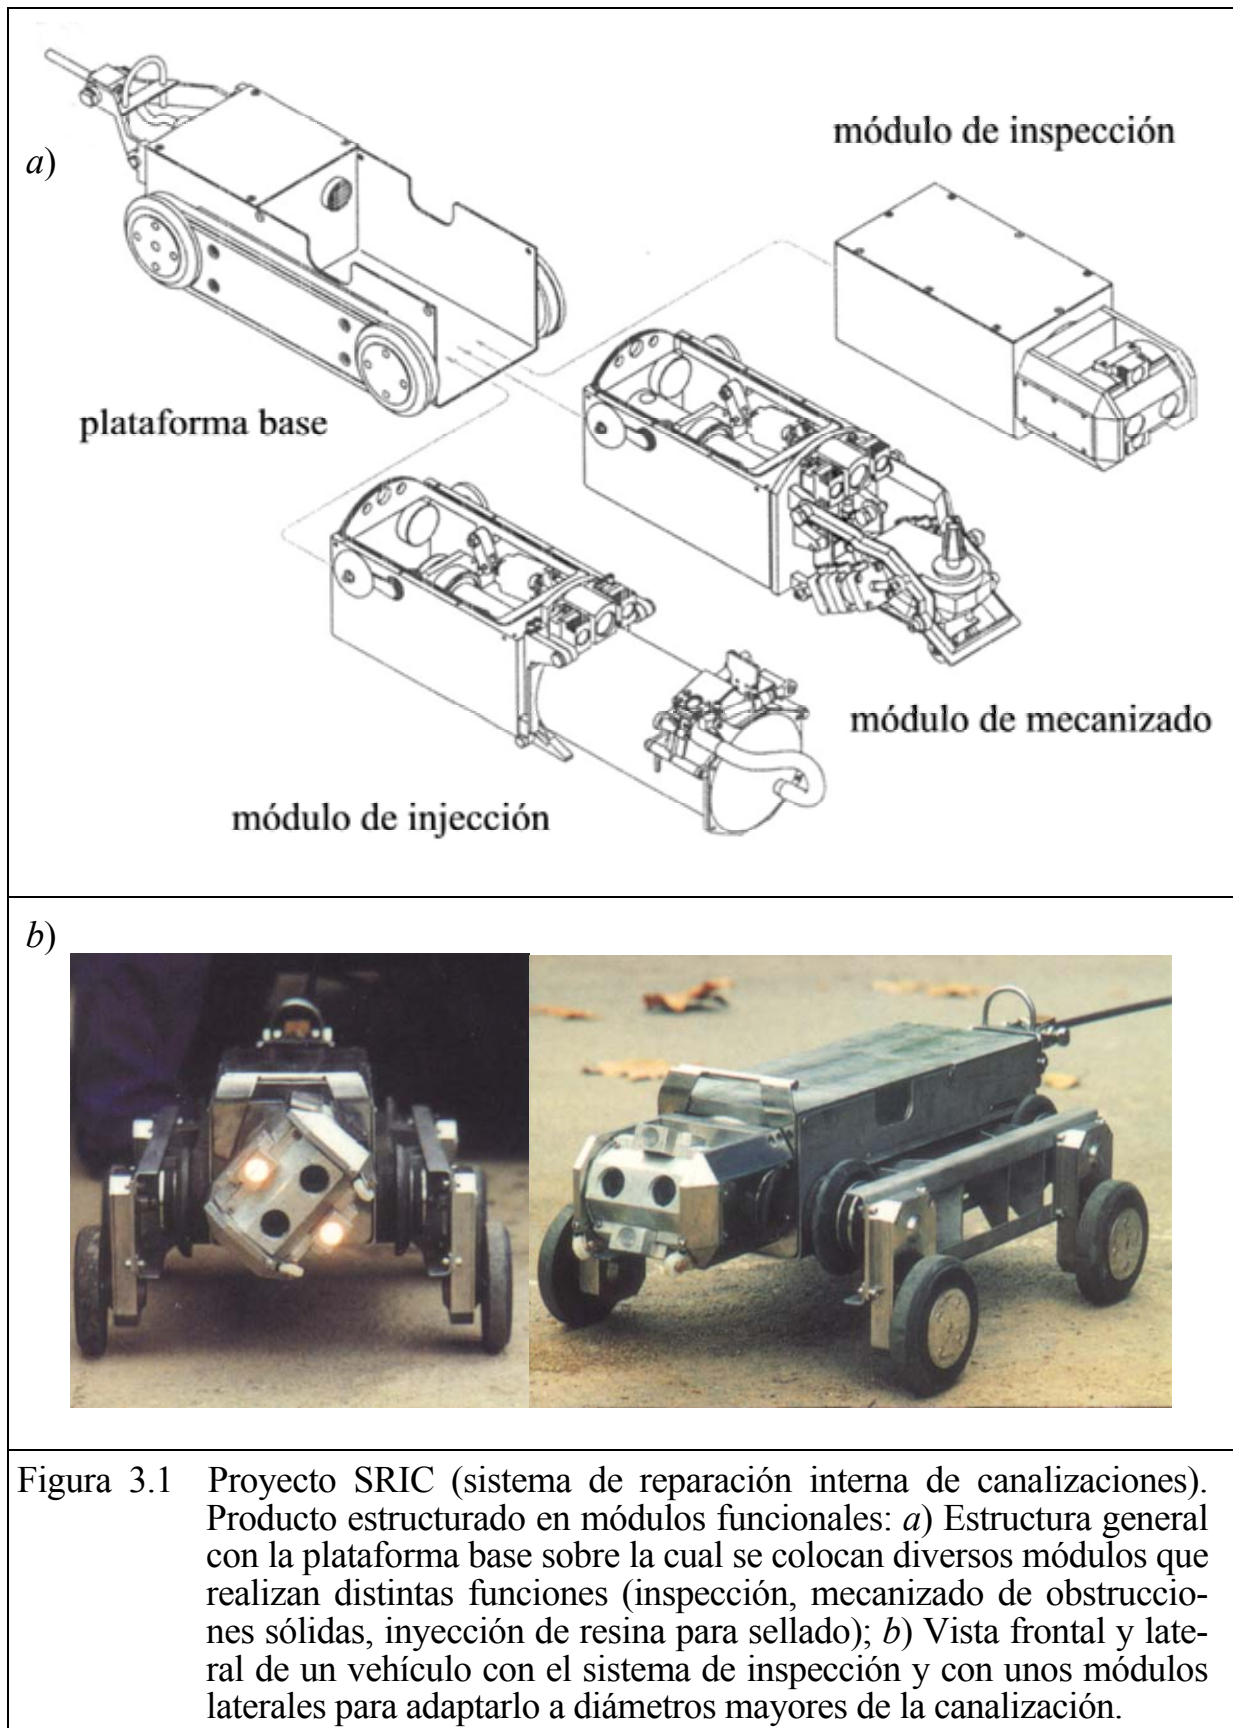 a)
módulo de inspección
plataforma base
módulo de mecanizado
módulo de injección
b)
Figura 3.1 Proyecto SRIC (sistema de reparación interna de canalizaciones).
Producto estructurado en módulos funcionales: a) Estructura general
con la plataforma base sobre la cual se colocan diversos módulos que
realizan distintas funciones (inspección, mecanizado de obstruccio-
nes sólidas, inyección de resina para sellado); b) Vista frontal y late-
ral de un vehículo con el sistema de inspección y con unos módulos
laterales para adaptarlo a diámetros mayores de la canalización.